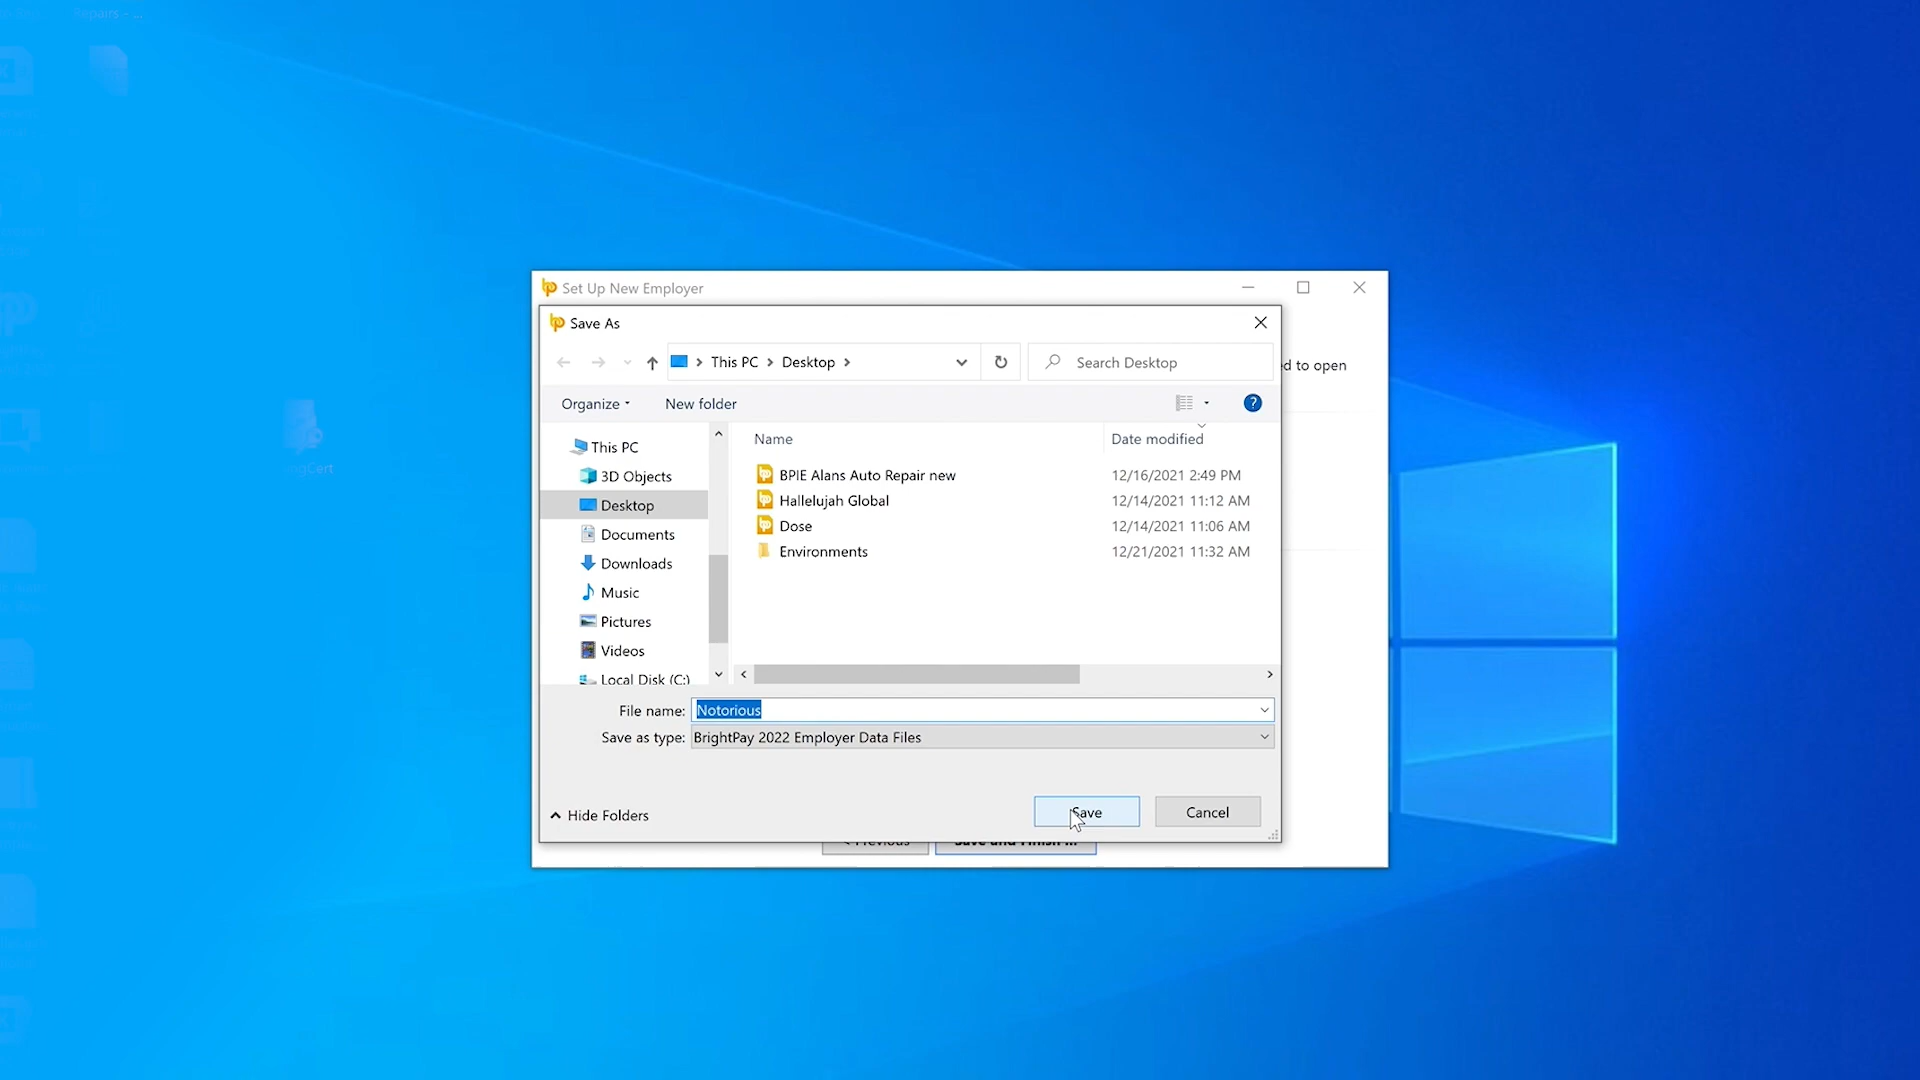 Repairs - ...
Set Up New Employer
Save As
This PC
Desktop
Search Desktop
ed to open
Organize
New folder
?
Name
Date modified
This PC
3D Objects
Desktop
Documents
Downloads
Music
Pictures
Videos
Local Disk (C:)
BPIE Alans Auto Repair new 12/16/2021 2:49 PM
Hallelujah Global 12/14/2021 11:12 AM
Dose 12/14/2021 11:06 AM
Environments 12/21/2021 11:32 AM
File name: Notorious
Save as type: BrightPay 2022 Employer Data Files
Hide Folders
Save
Cancel
< Previous
Save and Finish ...